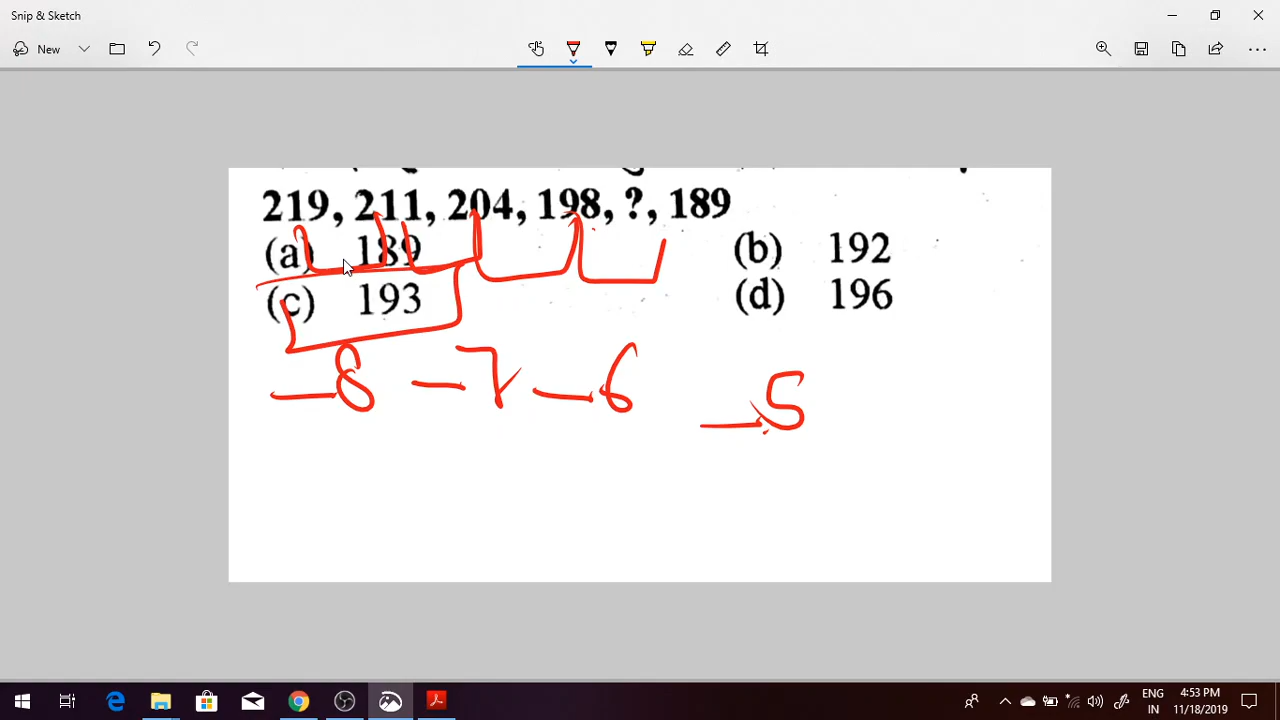 Snip & Sketch
New
219, 211, 204, 198, ?, 189
(a) 189 (b) 192
(c) 193 (d) 196
-8 -7 -6 -5
ENG 4:53 PM
IN 11/18/2019